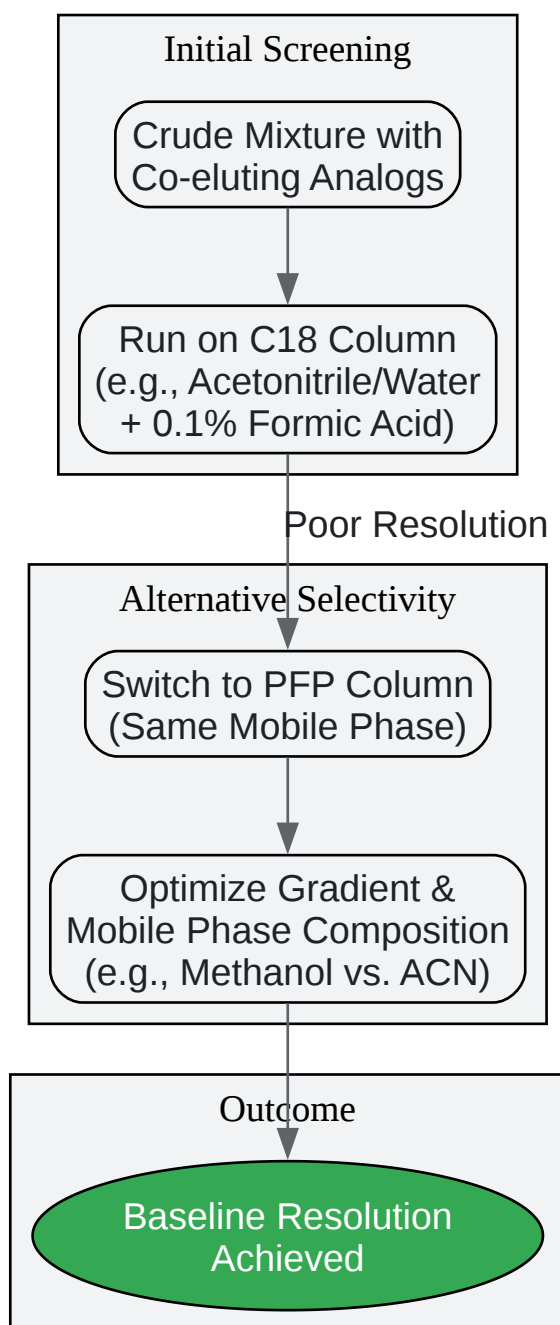 Initial Screening
Crude Mixture with
Co-eluting Analogs
Run on C18 Column
(e.g., Acetonitrile/Water
+ 0.1% Formic Acid)
Poor Resolution
Alternative Selectivity
Switch to PFP Column
(Same Mobile Phase)
Optimize Gradient &
Mobile Phase Composition
(e.g., Methanol vs. ACN)
Outcome
Baseline Resolution
Achieved